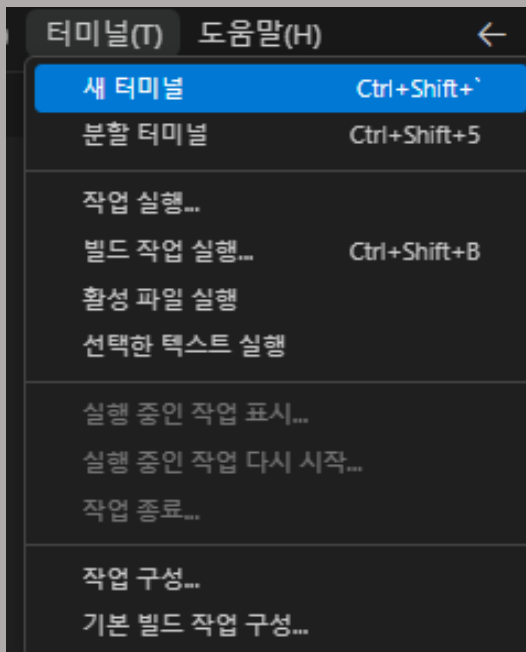 터미널(T) 도움말(H)
새 터미널 Ctrl+Shift+`
분할 터미널 Ctrl+Shift+5
작업 실행...
빌드 작업 실행... Ctrl+Shift+B
활성 파일 실행
선택한 텍스트 실행
실행 중인 작업 표시...
실행 중인 작업 다시 시작...
작업 종료...
작업 구성...
기본 빌드 작업 구성...